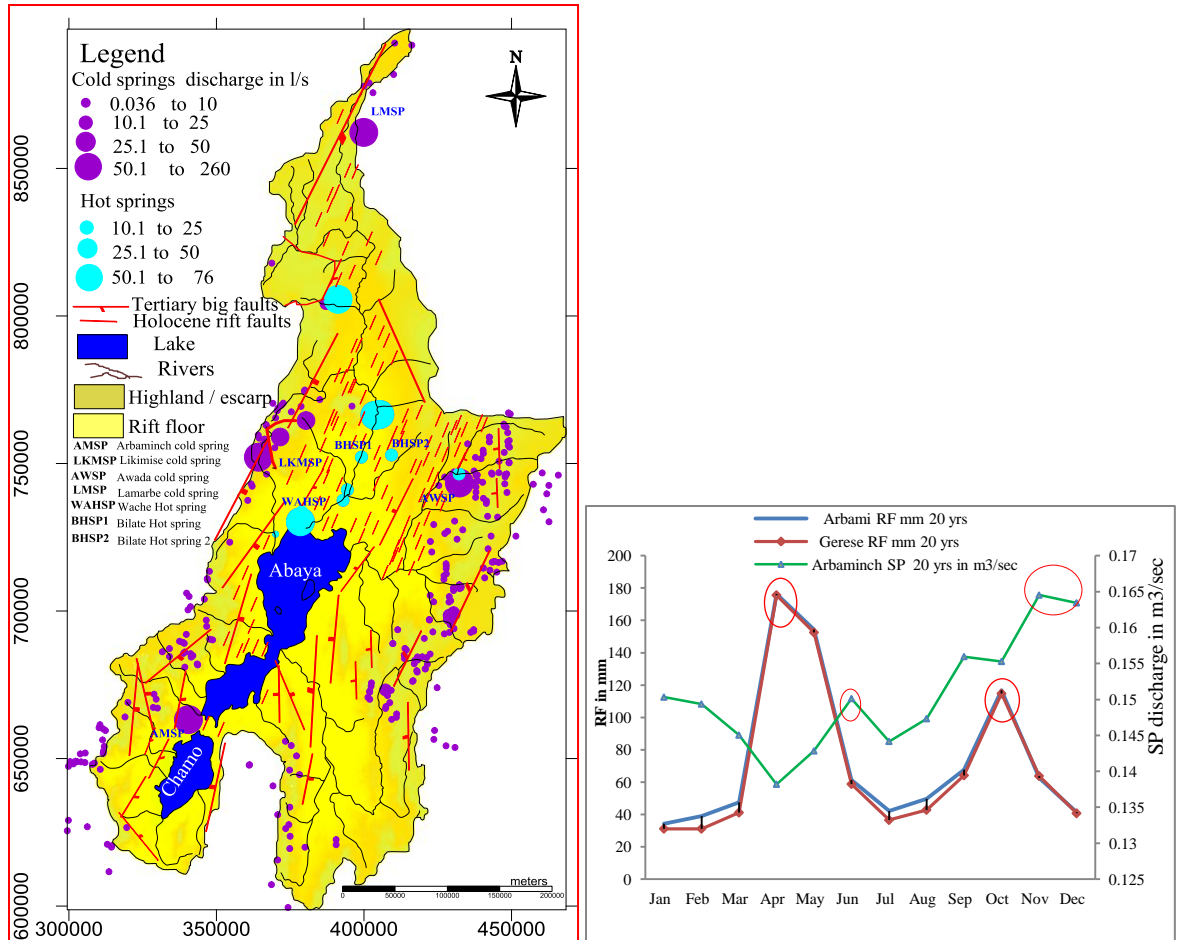 Legend
Cold springs discharge in l/s
0.036 to 10
10.1 to 25
25.1 to 50
50.1 to 260
Hot springs
10.1 to 25
25.1 to 50
50.1 to 76
Tertiary big faults
Holocene rift faults
Lake
Rivers
Highland / escarp
Rift floor
AMSP Arbaminch cold spring
LKMSP Likimise cold spring
AWSP Awada cold spring
LMSP Lamarbe cold spring
WAHSP Wache Hot spring
BHSP1 Bilate Hot spring
BHSP2 Bilate Hot spring 2
N
LMSP
BHSP1
BHSP2
LKMSP
AWSP
WAHSP
Abaya
AMSP
Chamo
meters
0 50000 100000 150000 200000
850000
800000
750000
700000
650000
600000
300000 350000 400000 450000
Arbami RF mm 20 yrs
Gerese RF mm 20 yrs
Arbaminch SP 20 yrs in m3/sec
RF in mm
200
180
160
140
120
100
80
60
40
20
0
0.17
0.165
0.16
0.155
0.15
0.145
0.14
0.135
0.13
0.125
SP discharge in m3/sec
Jan Feb Mar Apr May Jun Jul Aug Sep Oct Nov Dec